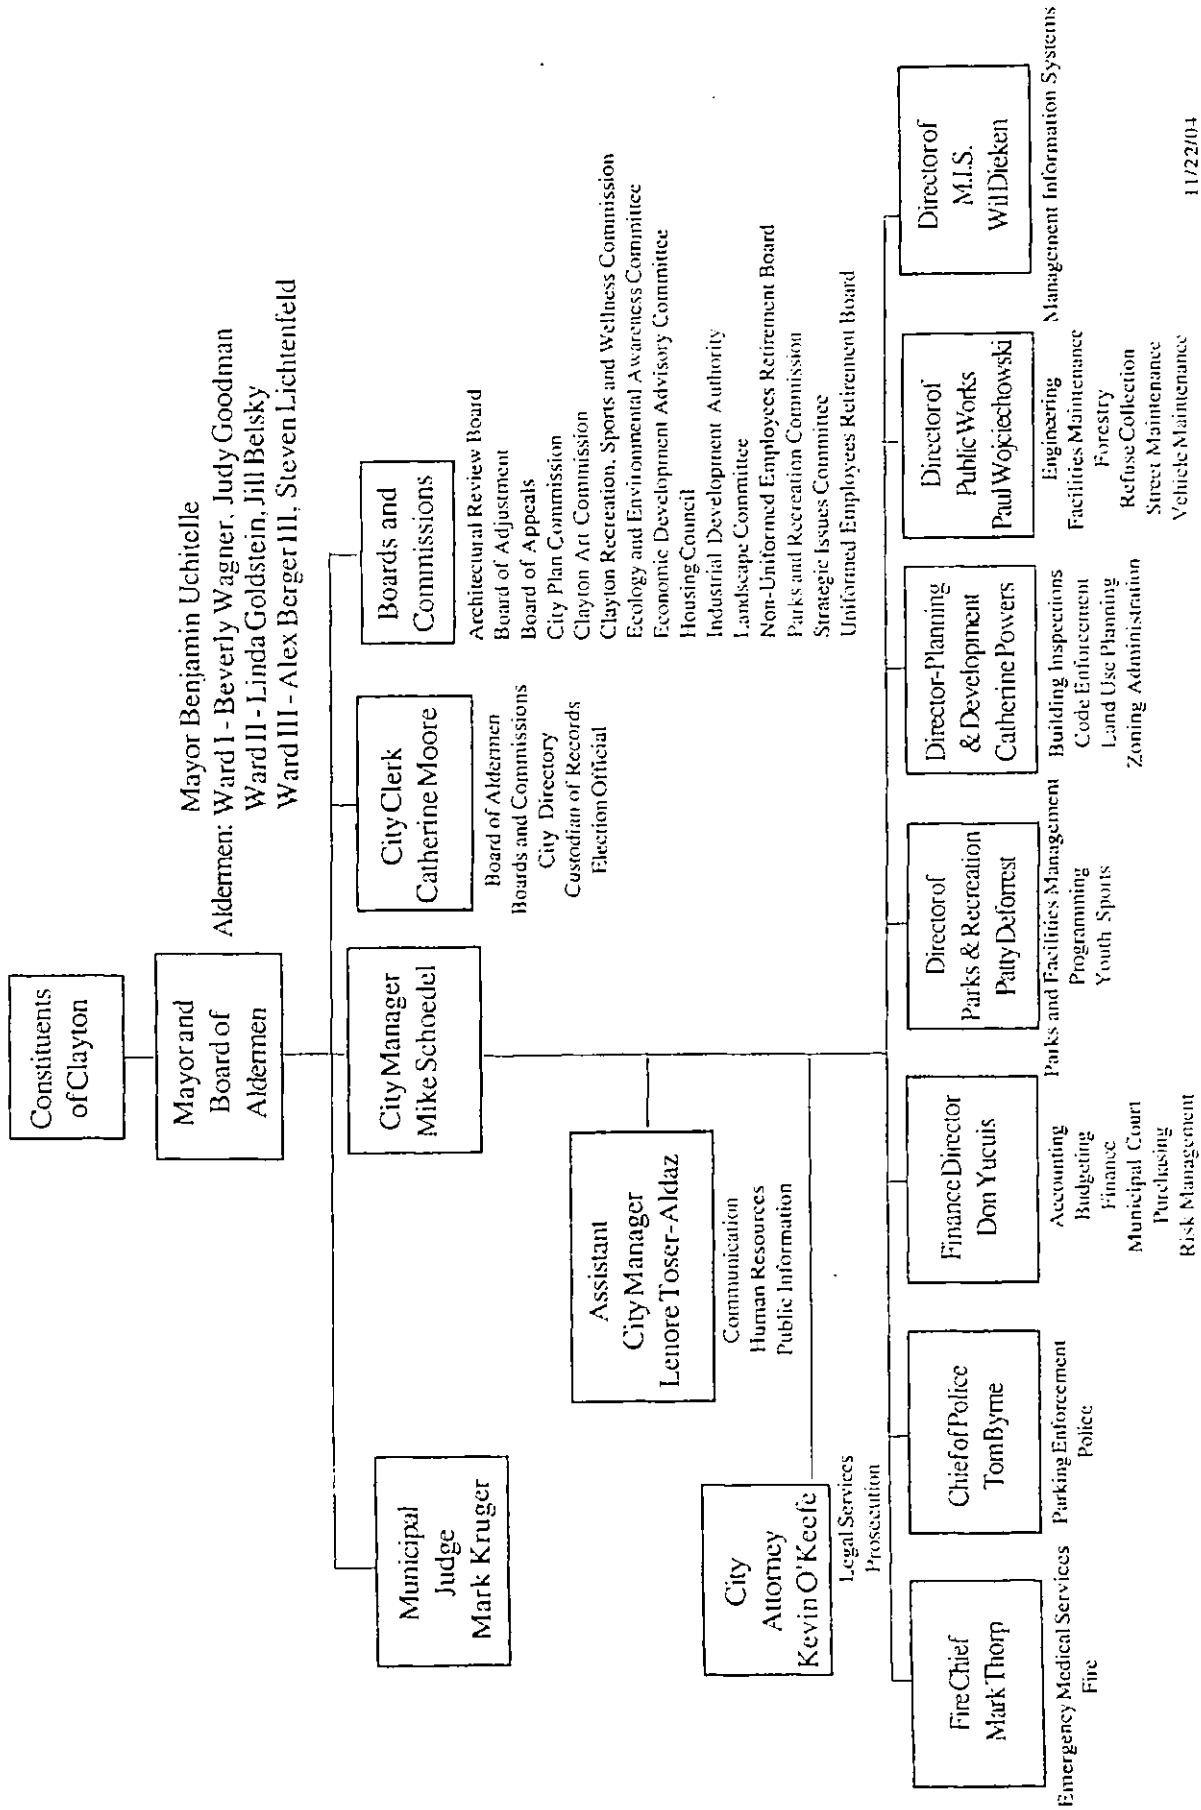 Constituents
of Clayton
Mayor and
Board of
Aldermen
Mayor Benjamin Uchitelle
Aldermen: Ward I - Beverly Wagner, Judy Goodman
Ward II - Linda Goldstein, Jill Belsky
Ward III - Alex Berger III, Steven Lichtenfeld
Municipal
Judge
Mark Kruger
City Manager
Mike Schoedel
City Clerk
Catherine Moore
Board of Aldermen
Boards and Commissions
City Directory
Custodian of Records
Election Official
Boards and
Commissions
Architectural Review Board
Board of Adjustment
Board of Appeals
City Plan Commission
Clayton Art Commission
Clayton Recreation, Sports and Wellness Commission
Ecology and Environmental Awareness Committee
Economic Development Advisory Committee
Housing Council
Industrial Development Authority
Landscape Committee
Non-Uniformed Employees Retirement Board
Parks and Recreation Commission
Strategic Issues Committee
Uniformed Employees Retirement Board
Assistant
City Manager
Lenore Toser-Aldaz
Communication
Human Resources
Public Information
City
Attorney
Kevin O'Keefe
Legal Services
Prosecution
Fire Chief
Mark Thorp
Emergency Medical Services
Fire
Chief of Police
Tom Byrne
Parking Enforcement
Police
Finance Director
Don Yucuis
Accounting
Budgeting
Finance
Municipal Court
Purchasing
Risk Management
Director of
Parks & Recreation
Patty Deforrest
Parks and Facilities Management
Programming
Youth Sports
Director-Planning
& Development
Catherine Powers
Building Inspections
Code Enforcement
Land Use Planning
Zoning Administration
Director of
Public Works
Paul Wojciechowski
Engineering
Facilities Maintenance
Forestry
Refuse Collection
Street Maintenance
Vehicle Maintenance
Director of
M.I.S.
Wil Dieken
Management Information Systems
11/22/04